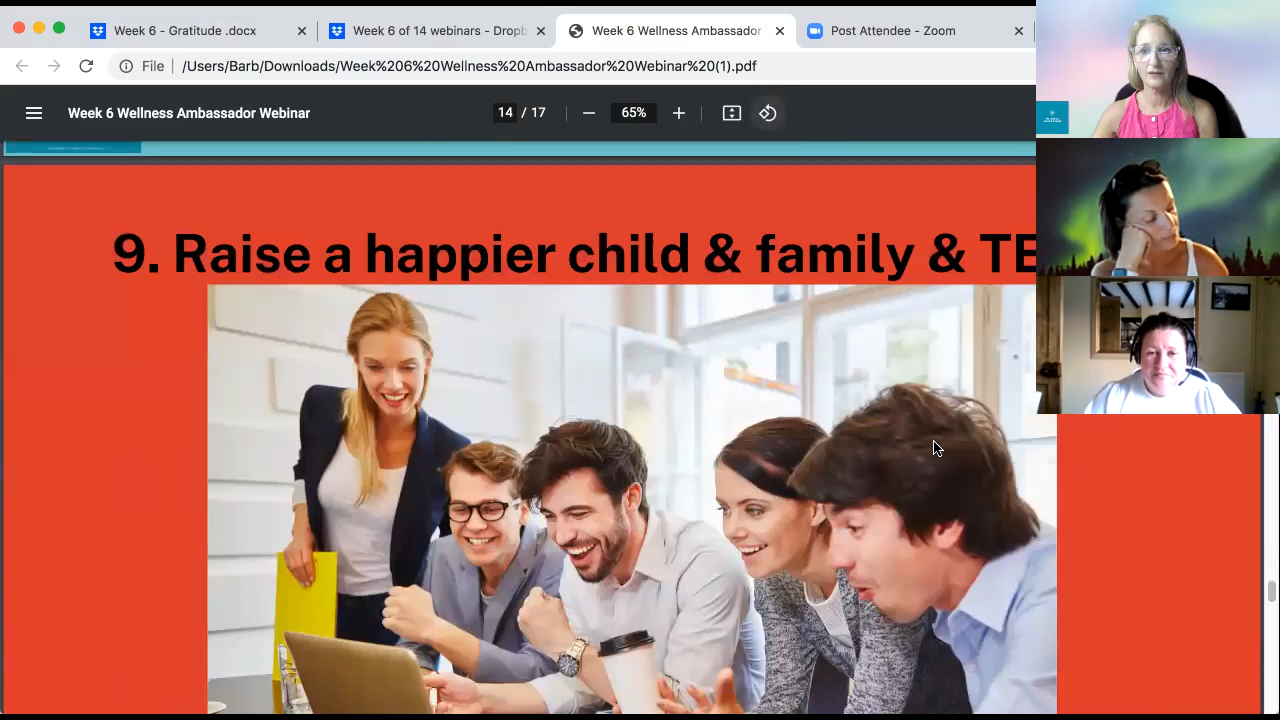 Week 6 - Gratitude .docx
Week 6 of 14 webinars - Dropb
Week 6 Wellness Ambassador
Post Attendee - Zoom
File
/Users/Barb/Downloads/Week%206%20Wellness%20Ambassador%20Webinar%20(1).pdf
Week 6 Wellness Ambassador Webinar
14 / 17
65%
9. Raise a happier child & family & TE